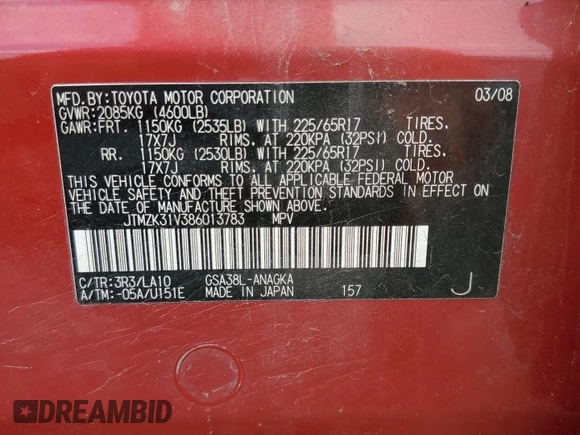 MFD.BY:TOYOTA MOTOR CORPORATION 03/08
GVWR:2085KG (4600LB)
GAWR:FRT. 1150KG (2535LB) WITH 225/65R17 TIRES,
17X7J RIMS, AT 220KPA (32PSI) COLD.
RR. 1150KG (2530LB) WITH 225/65R17 TIRES,
17X7J RIMS, AT 220KPA (32PSI) COLD.
THIS VEHICLE CONFORMS TO ALL APPLICABLE FEDERAL MOTOR
VEHICLE SAFETY AND THEFT PREVENTION STANDARDS IN EFFECT ON
THE DATE OF MANUFACTURE SHOWN ABOVE.
JTMZK31V386013783 MPV
C/TR:3R3/LA10 GSA38L-ANAGKA
A/TM:-05A/U151E MADE IN JAPAN 157 J
DREAMBID